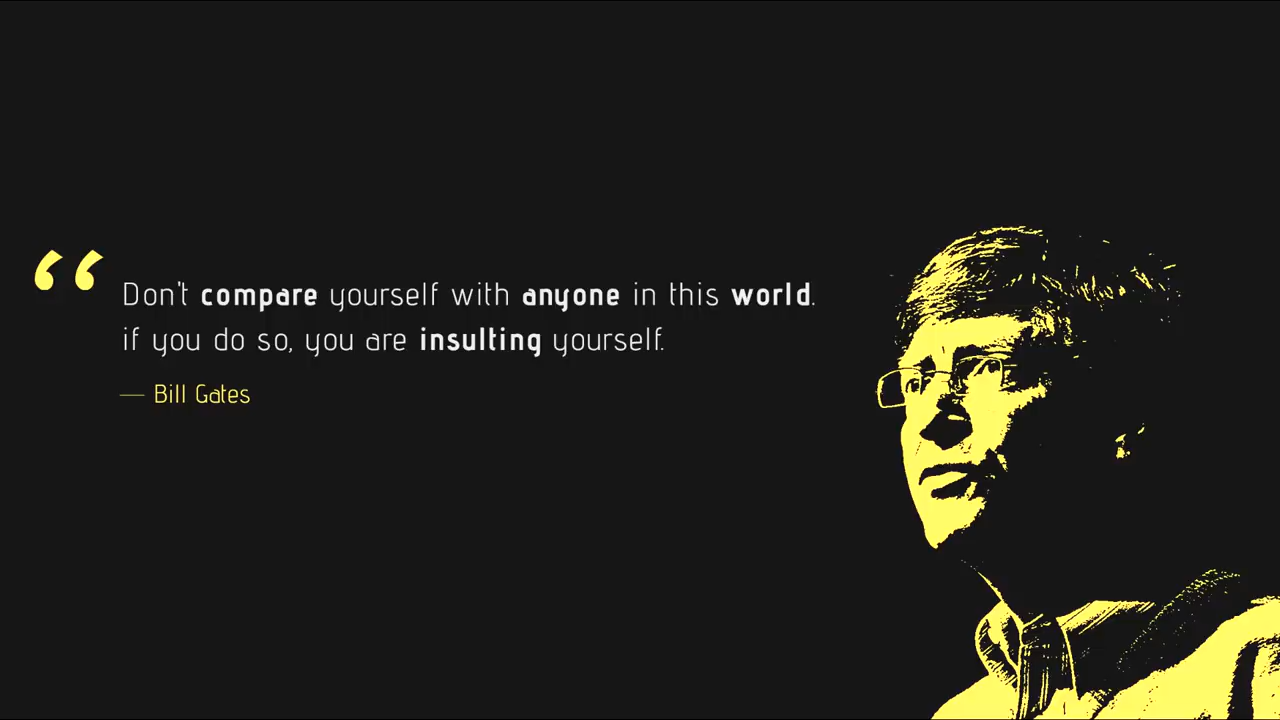 “
Don't compare yourself with anyone in this world.
if you do so, you are insulting yourself.
— Bill Gates